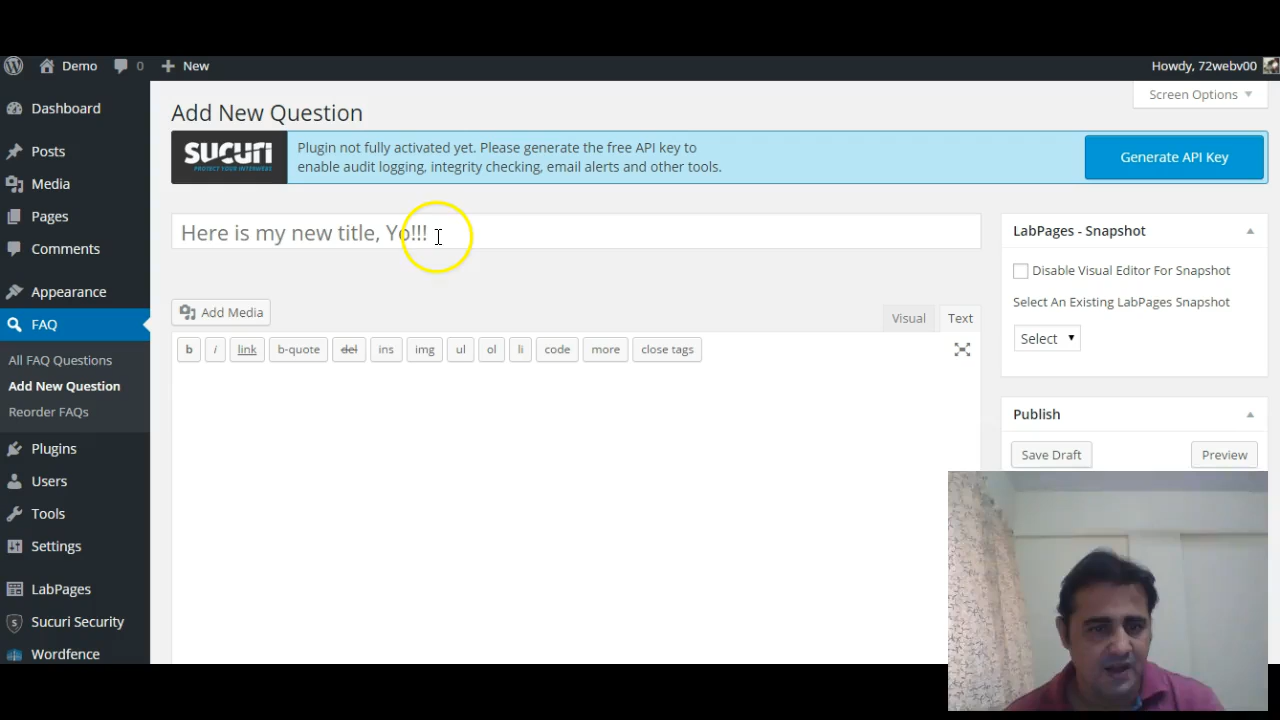 Demo 0 New Howdy, 72webv00
Screen Options
Dashboard
Posts
Media
Pages
Comments
Appearance
FAQ
All FAQ Questions
Add New Question
Reorder FAQs
Plugins
Users
Tools
Settings
LabPages
Sucuri Security
Wordfence
Add New Question
SUCURI
PROTECT YOUR INTERWEBS
Plugin not fully activated yet. Please generate the free API key to
enable audit logging, integrity checking, email alerts and other tools.
Generate API Key
Here is my new title, Yo!!!
Add Media
Visual Text
b i link b-quote del ins img ul ol li code more close tags
LabPages - Snapshot
Disable Visual Editor For Snapshot
Select An Existing LabPages Snapshot
Select
Publish
Save Draft Preview